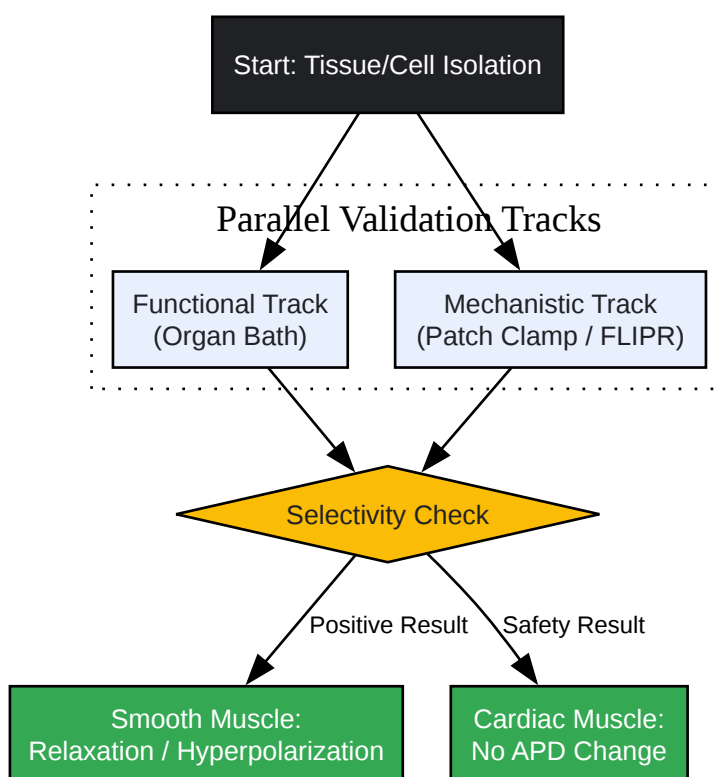 Start: Tissue/Cell Isolation
Parallel Validation Tracks
Functional Track
(Organ Bath)
Mechanistic Track
(Patch Clamp / FLIPR)
Selectivity Check
Positive Result
Safety Result
Smooth Muscle:
Relaxation / Hyperpolarization
Cardiac Muscle:
No APD Change